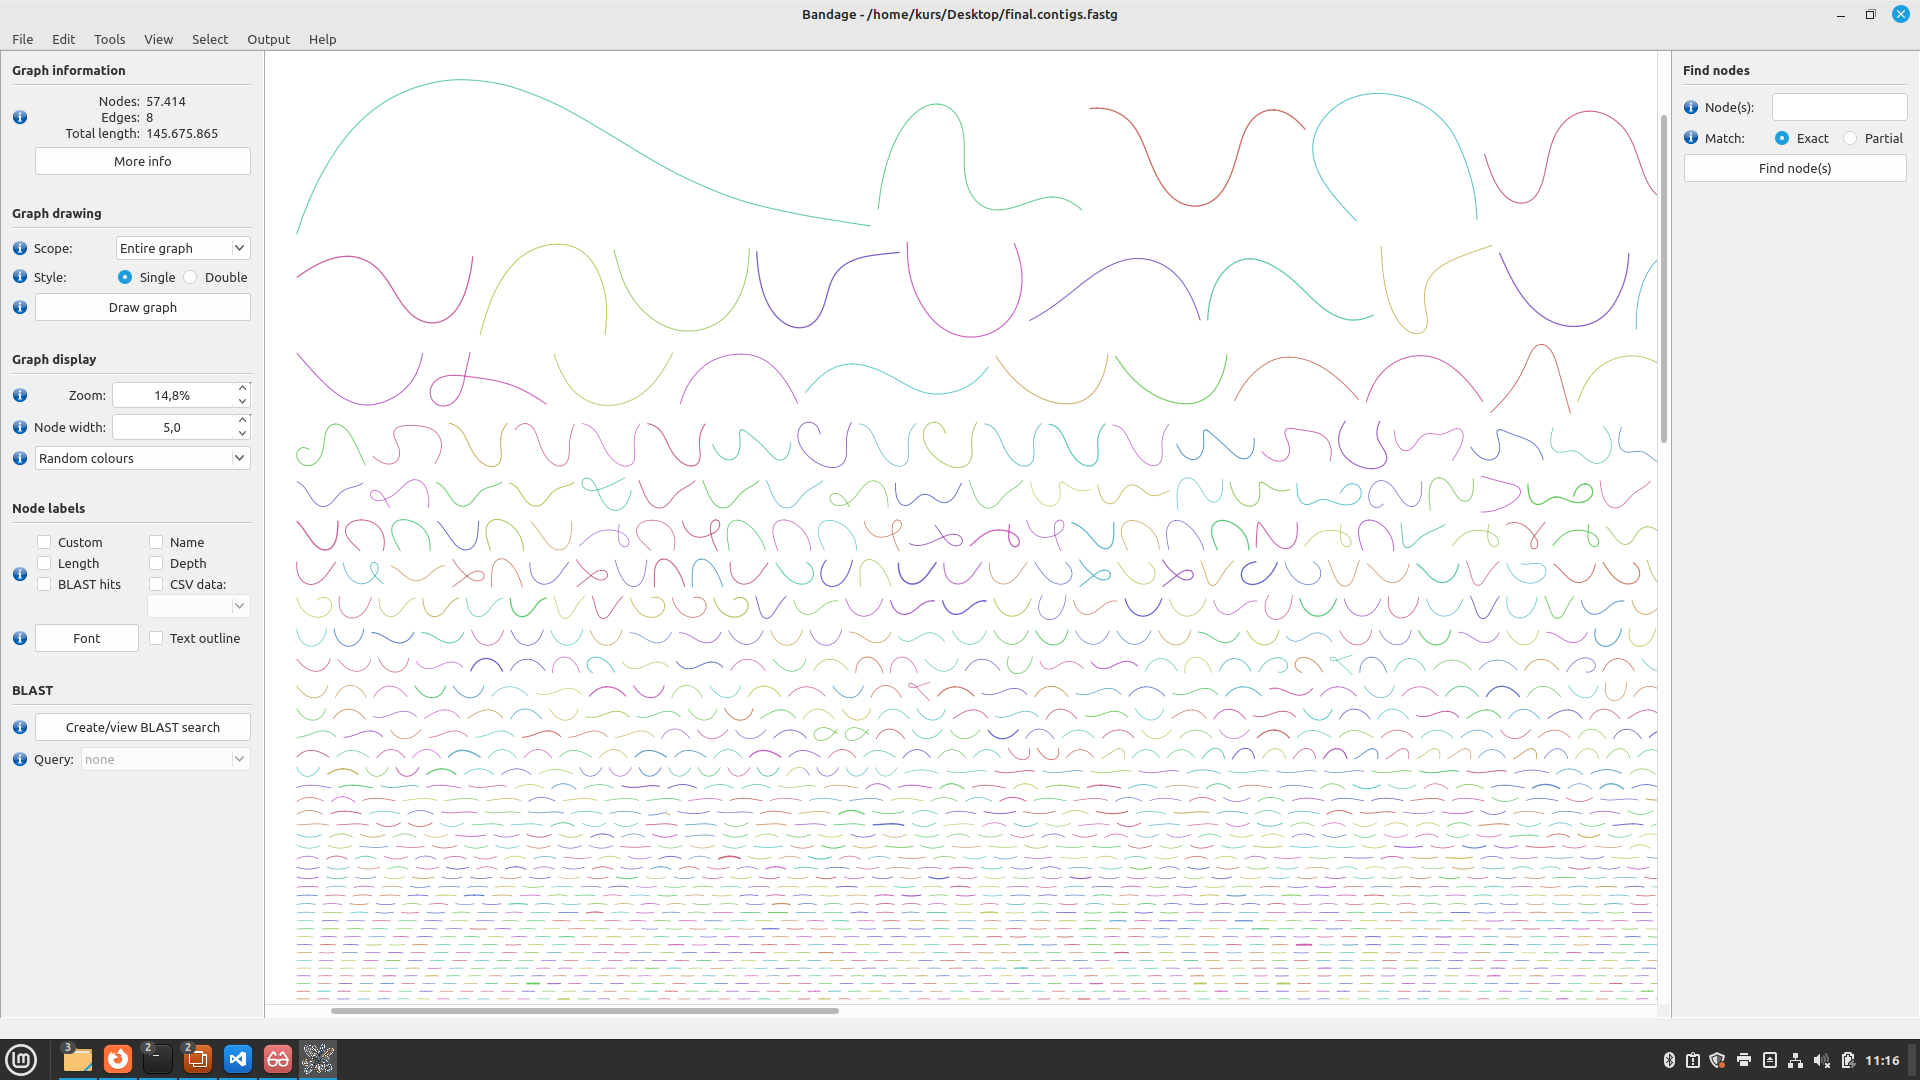 Bandage - /home/kurs/Desktop/final.contigs.fastg
File Edit Tools View Select Output Help
Graph information
Nodes: 57.414
Edges: 8
Total length: 145.675.865
More info
Graph drawing
Scope: Entire graph
Style: Single Double
Draw graph
Graph display
Zoom: 14,8%
Node width: 5,0
Random colours
Node labels
Custom Name
Length Depth
BLAST hits CSV data:
Font Text outline
BLAST
Create/view BLAST search
Query: none
Find nodes
Node(s):
Match: Exact Partial
Find node(s)
3 2 2
lm
11:16